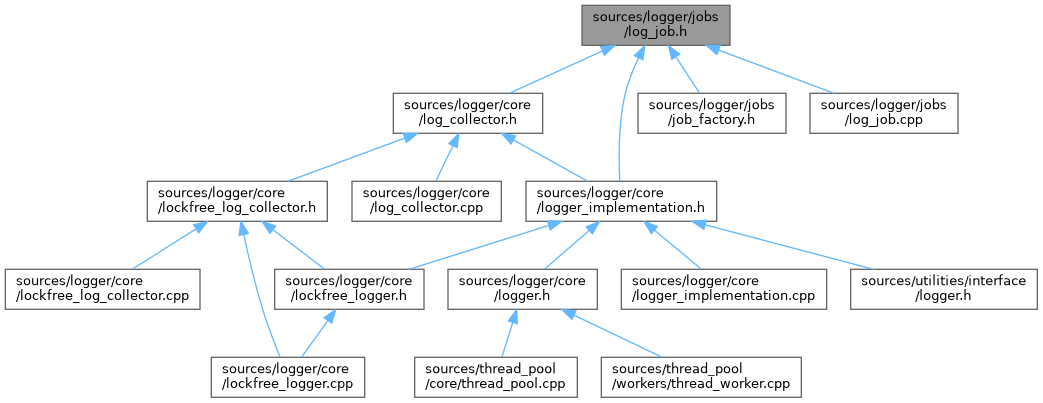 sources/logger/jobs
/log_job.h
sources/logger/core
/log_collector.h
sources/logger/jobs
/job_factory.h
sources/logger/jobs
/log_job.cpp
sources/logger/core
/lockfree_log_collector.h
sources/logger/core
/log_collector.cpp
sources/logger/core
/logger_implementation.h
sources/logger/core
/lockfree_log_collector.cpp
sources/logger/core
/lockfree_logger.h
sources/logger/core
/logger.h
sources/logger/core
/logger_implementation.cpp
sources/utilities/interface
/logger.h
sources/logger/core
/lockfree_logger.cpp
sources/thread_pool
/core/thread_pool.cpp
sources/thread_pool
/workers/thread_worker.cpp